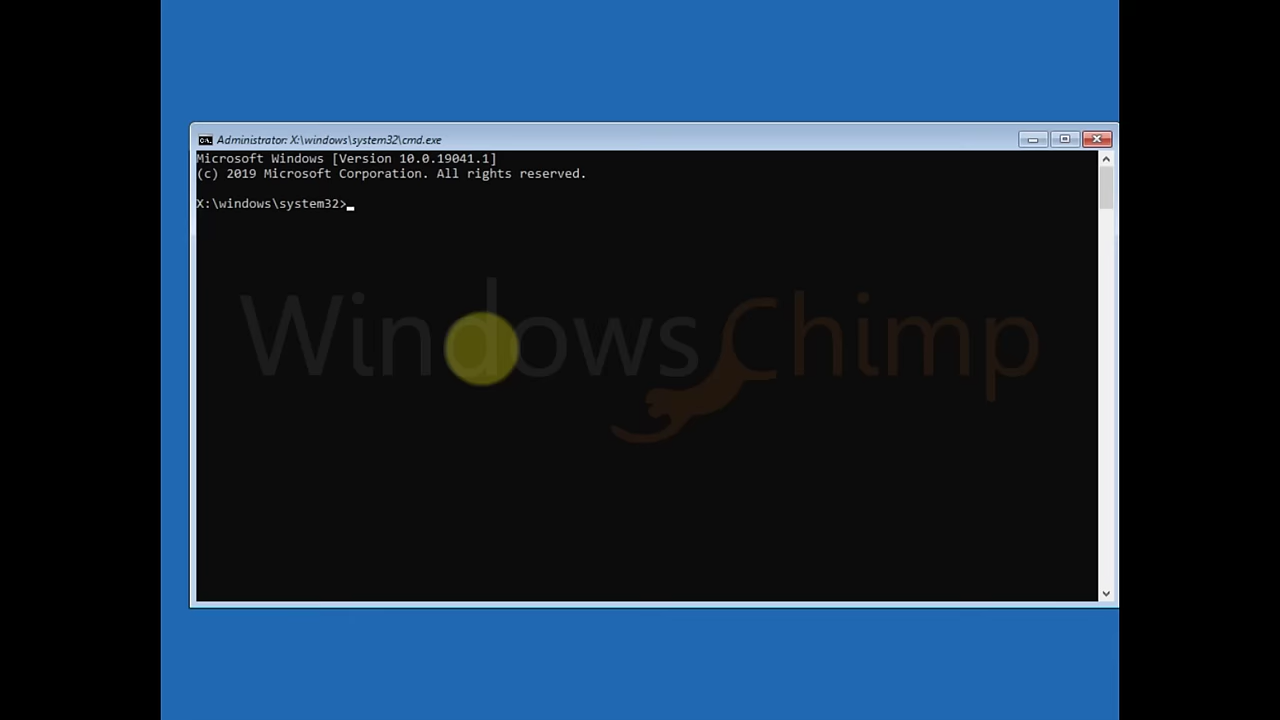 Administrator: X:\windows\system32\cmd.exe
Microsoft Windows [Version 10.0.19041.1]
(c) 2019 Microsoft Corporation. All rights reserved.
X:\windows\system32>
WindowsChimp